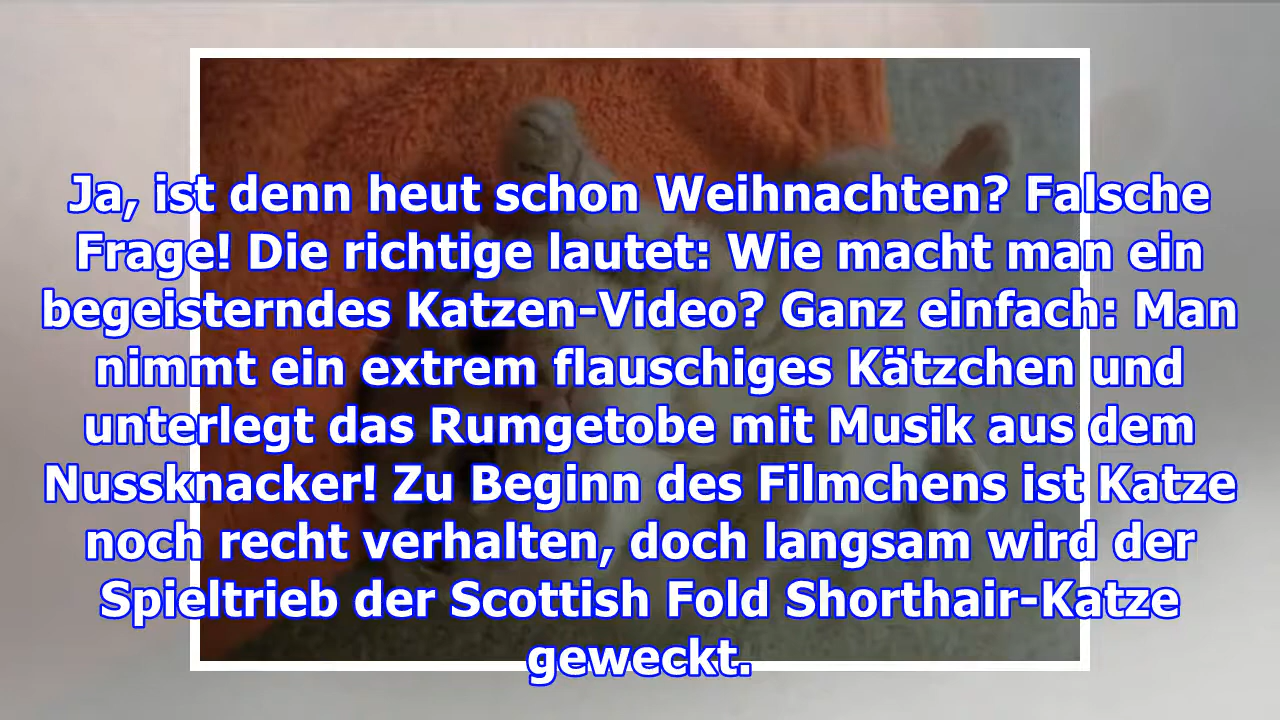 Ja, ist denn heut schon Weihnachten? Falsche
Frage! Die richtige lautet: Wie macht man ein
begeisterndes Katzen-Video? Ganz einfach: Man
nimmt ein extrem flauschiges Kätzchen und
unterlegt das Rumgetobe mit Musik aus dem
Nussknacker! Zu Beginn des Filmchens ist Katze
noch recht verhalten, doch langsam wird der
Spieltrieb der Scottish Fold Shorthair-Katze
geweckt.